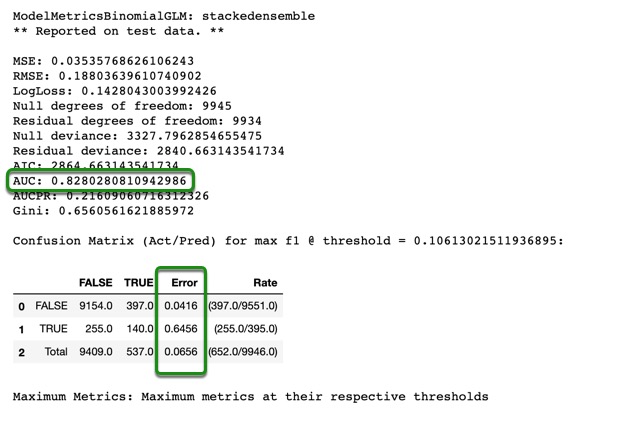 ModelMetricsBinomialGLM: stackedensemble
** Reported on test data. **
MSE: 0.03535768626106243
RMSE: 0.18803639610740902
LogLoss: 0.1428043003992426
Null degrees of freedom: 9945
Residual degrees of freedom: 9934
Null deviance: 3327.7962854655475
Residual deviance: 2840.663143541734
AIC: 2864.663143541734
AUC: 0.8280280810942986
AUCPR: 0.21609060716312326
Gini: 0.6560561621885972
Confusion Matrix (Act/Pred) for max f1 @ threshold = 0.10613021511936895:
FALSE TRUE Error Rate
0 FALSE 9154.0 397.0 0.0416 (397.0/9551.0)
1 TRUE 255.0 140.0 0.6456 (255.0/395.0)
2 Total 9409.0 537.0 0.0656 (652.0/9946.0)
Maximum Metrics: Maximum metrics at their respective thresholds